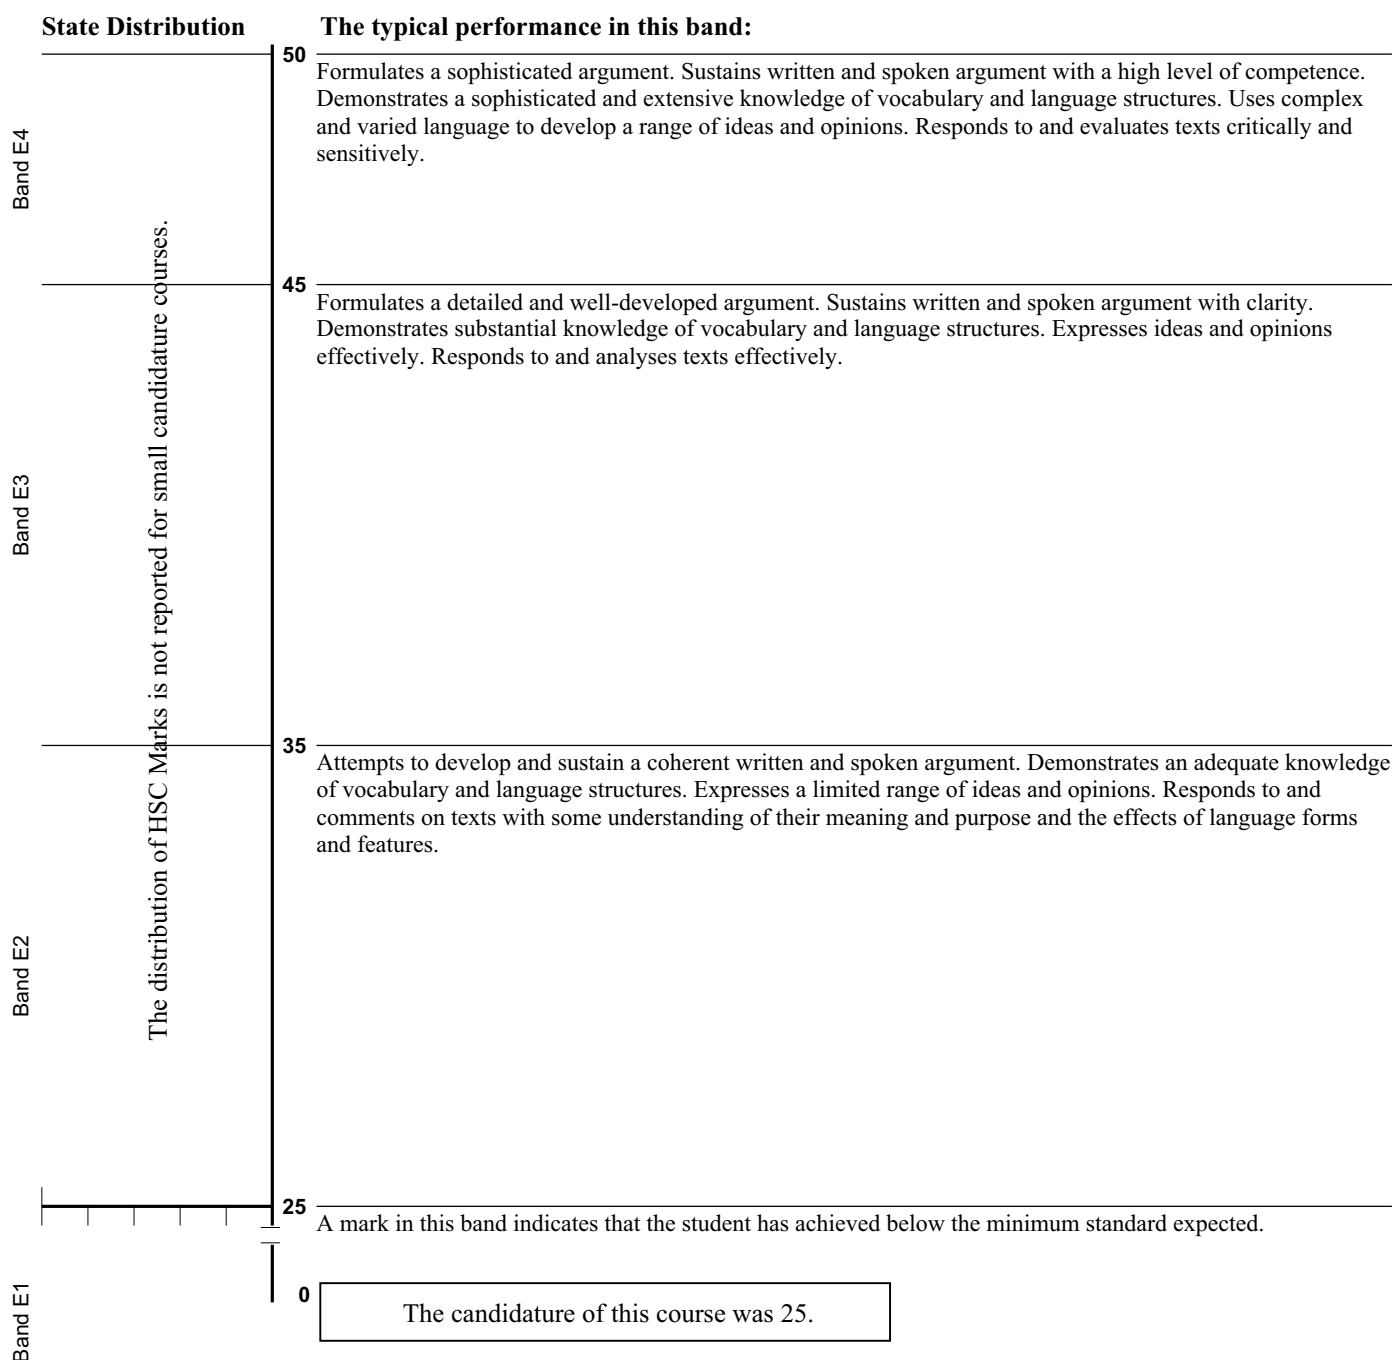 State Distribution
The typical performance in this band:
50
Formulates a sophisticated argument. Sustains written and spoken argument with a high level of competence.
Demonstrates a sophisticated and extensive knowledge of vocabulary and language structures. Uses complex
and varied language to develop a range of ideas and opinions. Responds to and evaluates texts critically and
sensitively.
Band E4
45
Formulates a detailed and well-developed argument. Sustains written and spoken argument with clarity.
Demonstrates substantial knowledge of vocabulary and language structures. Expresses ideas and opinions
effectively. Responds to and analyses texts effectively.
Band E3
The distribution of HSC Marks is not reported for small candidature courses.
35
Attempts to develop and sustain a coherent written and spoken argument. Demonstrates an adequate knowledge
of vocabulary and language structures. Expresses a limited range of ideas and opinions. Responds to and
comments on texts with some understanding of their meaning and purpose and the effects of language forms
and features.
Band E2
25
A mark in this band indicates that the student has achieved below the minimum standard expected.
Band E1
0
The candidature of this course was 25.